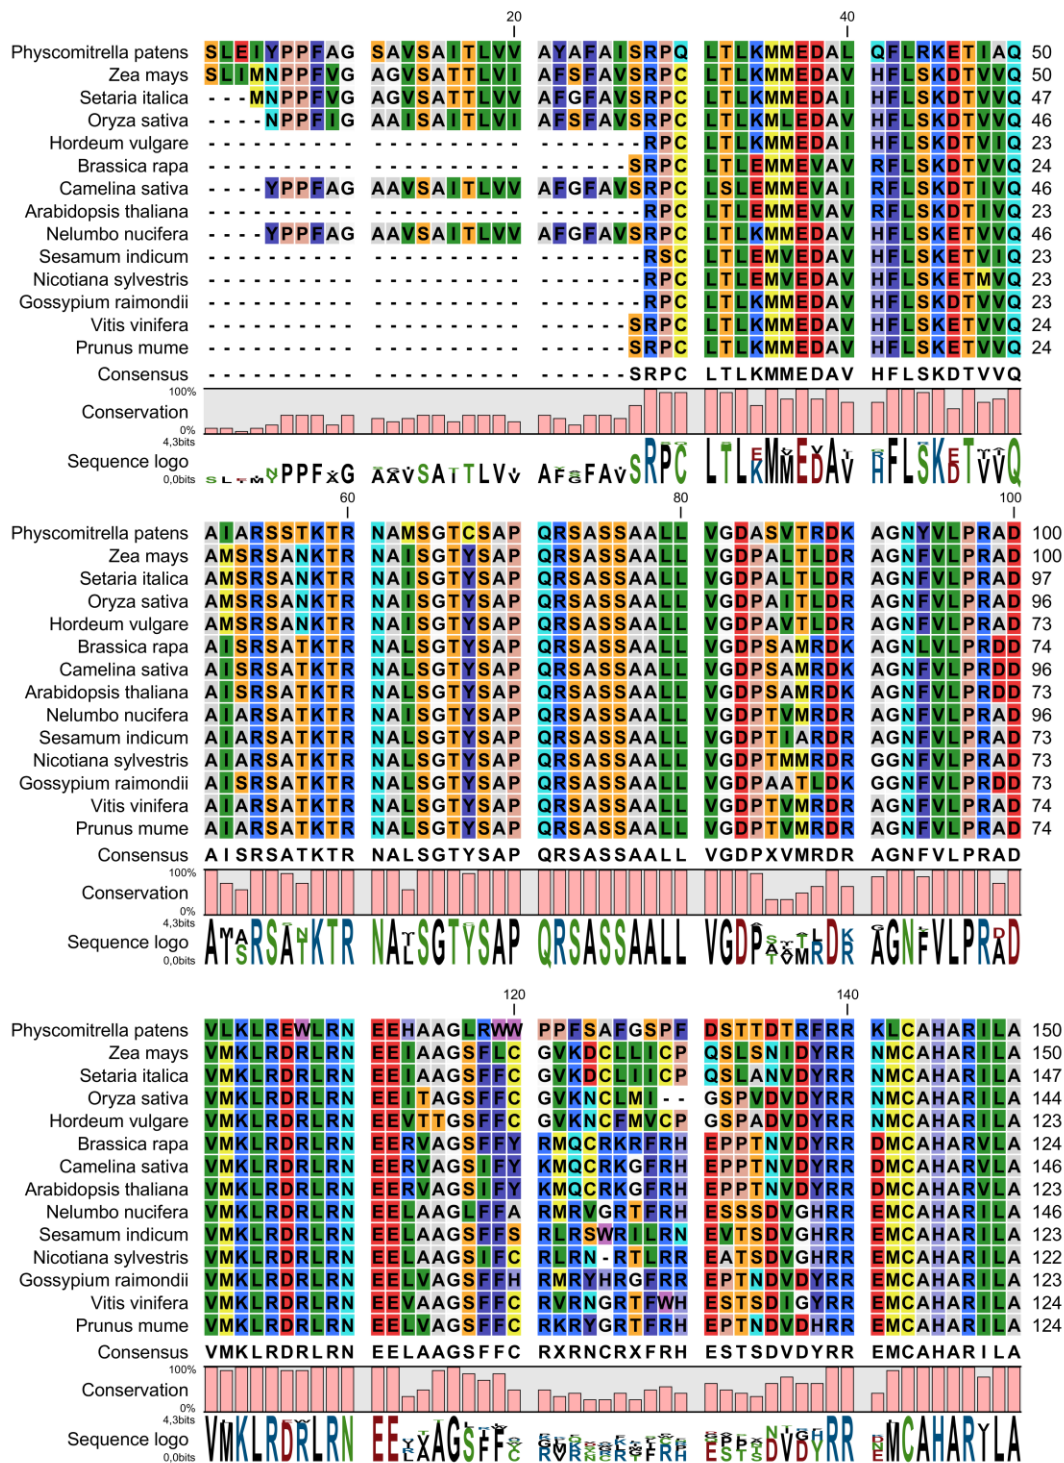 20 40
Physcomitrella patens SLEIYPPFAG SAVSAITLVV AYAFAISRPQ LTLKMMEDAL QFLRKETIAQ 50
Zea mays SLIMNPPFVG AGVSATTLVI AFSFAVSRPC LTLKMMEDAV HFLSKDTVVQ 50
Setaria italica - - - MNPPFVG AGVSATTLVV AFGFAVSRPC LTLKMMEDAI HFLSKDTVVQ 47
Oryza sativa - - - - NPPFIG AAISAITLVI AFSFAVSRPC LTLKMLEDAV HFLSKDTVVQ 46
Hordeum vulgare - - - - - - - - - - - - - - - - - - - - - - - - - - - RPC LTLKMMEDAI HFLSKDTVIQ 23
Brassica rapa - - - - - - - - - - - - - - - - - - - - - - - - - - SRPC LTLEMMEVAV RFLSKDTVIQ 24
Camelina sativa - - - - YPPFAG AAVSAITLVV AFGFAVSRPC LSLEMMEVAI RFLSKDTVIQ 46
Arabidopsis thaliana - - - - - - - - - - - - - - - - - - - - - - - - - - - RPC LTLEMMEVAV RFLSKDTIVQ 23
Nelumbo nucifera - - - - YPPFAG AAVSAITLVV AFGFAVSRPC LTLKMMEDAV HFLSKETVVQ 46
Sesamum indicum - - - - - - - - - - - - - - - - - - - - - - - - - - - RSC LTLEMVEDAV HFLSKDTVIQ 23
Nicotiana sylvestris - - - - - - - - - - - - - - - - - - - - - - - - - - - RPC LTLEMVEDAV HFLSKETMVQ 23
Gossypium raimondii - - - - - - - - - - - - - - - - - - - - - - - - - - - RPC LTLKMMEDAV HFLSKDTVVQ 23
Vitis vinifera - - - - - - - - - - - - - - - - - - - - - - - - - - SRPC LTLKMMEDAV HFLSKETVVQ 24
Prunus mume - - - - - - - - - - - - - - - - - - - - - - - - - - SRPC LTLKMMEDAV HFLSKETVVQ 24
Consensus SRPC LTLKMMEDAV HFLSKDTVVQ
100%
Conservation
0%
4,3bits
Sequence logo
0,0bits
60 80 100
Physcomitrella patens AIARSSTKTR NAMSGTCSAP QRSASSAALL VGDASVTRDK AGNYVLPRAD 100
Zea mays AMSRSANKTR NAISGTYSAP QRSASSAALL VGDPALTLDR AGNFVLPRAD 100
Setaria italica AMSRSANKTR NAISGTYSAP QRSASSAALL VGDPALTLDR AGNFVLPRAD 97
Oryza sativa AMSRSANKTR NAISGTYSAP QRSASSAALL VGDPAITLDR AGNFVLPRAD 96
Hordeum vulgare AMSRSANKTR NAISGTYSAP QRSASSAALL VGDPAVTLDR AGNFVLPRAD 73
Brassica rapa AISRSATKTR NALSGTYSAP QRSASSAALL VGDPSAMRDK AGNLVLPRDD 74
Camelina sativa AISRSATKTR NALSGTYSAP QRSASSAALL VGDPSAMRDK AGNFVLPRDD 96
Arabidopsis thaliana AISRSATKTR NALSGTYSAP QRSASSAALL VGDPSAMRDK AGNFVLPRDD 73
Nelumbo nucifera AIARSATKTR NAISGTYSAP QRSASSAALL VGDPTVMRDR AGNFVLPRAD 96
Sesamum indicum AIARSATKTR NALSGTYSAP QRSASSAALL VGDPTIARDR AGNFVLPRAD 73
Nicotiana sylvestris AIARSATKTR NALSGTYSAP QRSASSAALL VGDPTMMRDR GGNFVLPRAD 73
Gossypium raimondii AISRSATKTR NALSGTYSAP QRSASSAALL VGDPAATLDK GGNFVLPRDD 73
Vitis vinifera AIARSATKTR NALSGTYSAP QRSASSAALL VGDPTVMRDR AGNFVLPRAD 74
Prunus mume AIARSATKTR NALSGTYSAP QRSASSAALL VGDPTVMRDR AGNFVLPRAD 74
Consensus AISRSATKTR NALSGTYSAP QRSASSAALL VGDPXVMRDR AGNFVLPRAD
100%
Conservation
0%
4,3bits
Sequence logo
0,0bits
120 140
Physcomitrella patens VLKLREWLRN EEHAAGLRWW PPFSAFGSPF DSTTDTRFRR KLCAHARILA 150
Zea mays VMKLRDRLRN EEIAAGSFLC GVKDCLLICP QSLSNIDYRR NMCAHARILA 150
Setaria italica VMKLRDRLRN EEIAAGSFFC GVKDCLIICP QSLANVDYRR NMCAHARILA 147
Oryza sativa VMKLRDRLRN EEITAGSFFC GVKNCLMI- - GSPVDVDYRR NMCAHARILA 144
Hordeum vulgare VMKLRDRLRN EEVTTGSFFC GVKNCFMVCP GSPADVDYRR NMCAHARILA 123
Brassica rapa VMKLRDRLRN EERVAGSFFY RMQCRKRFRH EPPTNVDYRR DMCAHARVLA 124
Camelina sativa VMKLRDRLRN EERVAGSIFY KMQCRKGFRH EPPTNVDYRR DMCAHARILA 146
Arabidopsis thaliana VMKLRDRLRN EERVAGSIFY KMQCRKGFRH EPPTNVDYRR DMCAHARVLA 123
Nelumbo nucifera VMKLRDRLRN EELAAGLFFA RMRVGRTFRH ESSSDVGHRR EMCAHARILA 146
Sesamum indicum VMKLRDRLRN EELAAGSFFS RLRSWRILRN EVTSDVGHRR EMCAHARILA 123
Nicotiana sylvestris VMKLRDRLRN EELAAGSIFC RLRN-RTLRR EATSDVGHRR EMCAHARILA 122
Gossypium raimondii VMKLRDRLRN EELVAGSFFH RMRYHRGFRR EPTNDVDYRR EMCAHARILA 123
Vitis vinifera VMKLRDRLRN EEVAAGSFFC RVRNGRTFWH ESTSDIGYRR EMCAHARILA 124
Prunus mume VMKLRDRLRN EELVAGSFFC RKRYGRTFRH EPTNDVDHRR EMCAHARILA 124
Consensus VMKLRDRLRN EELAAGSFFC RXRNCRXFRH ESTSDVDYRR EMCAHARILA
100%
Conservation
0%
4,3bits
Sequence logo
0,0bits